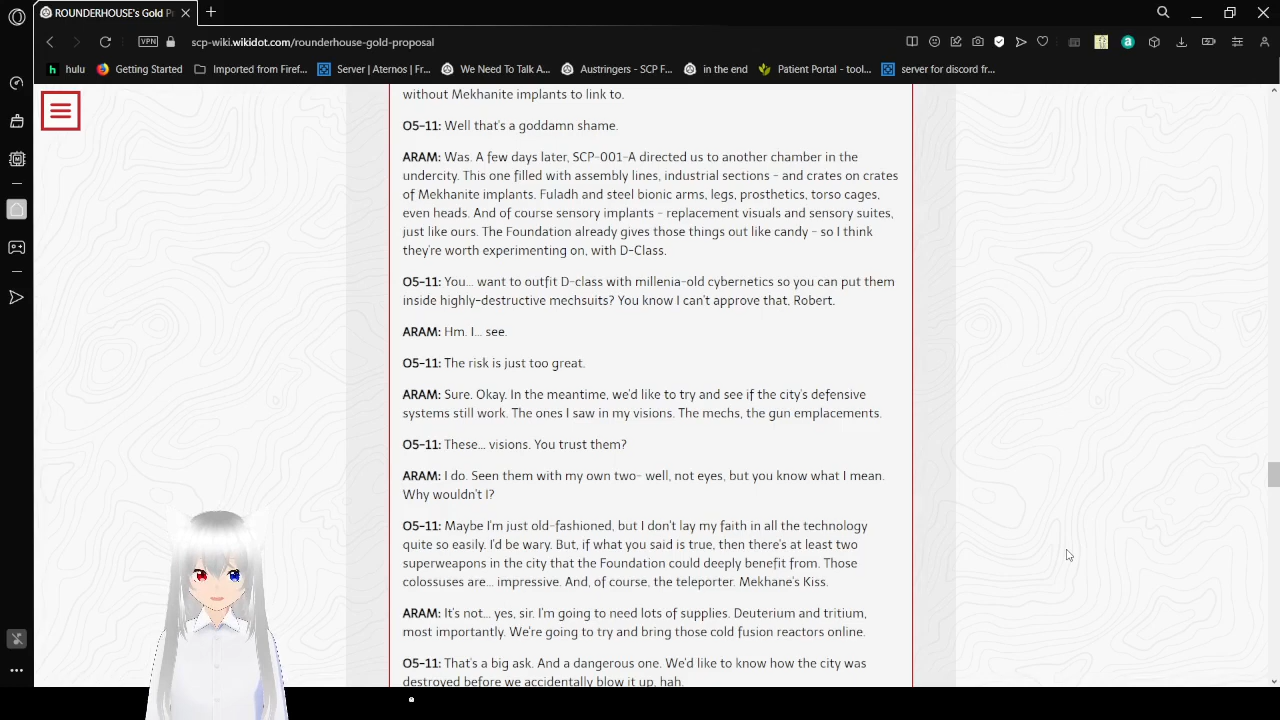 ROUNDERHOUSE's Gold P
VPN
scp-wiki.wikidot.com/rounderhouse-gold-proposal
hulu
Getting Started
Imported from Firef...
Server | Aternos | Fr...
We Need To Talk A...
Austringers - SCP F...
in the end
Patient Portal - tool...
server for discord fr...
without Mekhanite implants to link to.
O5-11: Well that's a goddamn shame.
ARAM: Was. A few days later, SCP-001-A directed us to another chamber in the
undercity. This one filled with assembly lines, industrial sections - and crates on crates
of Mekhanite implants. Fuladh and steel bionic arms, legs, prosthetics, torso cages,
even heads. And of course sensory implants - replacement visuals and sensory suites,
just like ours. The Foundation already gives those things out like candy - so I think
they're worth experimenting on, with D-Class.
O5-11: You... want to outfit D-class with millenia-old cybernetics so you can put them
inside highly-destructive mechsuits? You know I can't approve that, Robert.
ARAM: Hm. I... see.
O5-11: The risk is just too great.
ARAM: Sure. Okay. In the meantime, we'd like to try and see if the city's defensive
systems still work. The ones I saw in my visions. The mechs, the gun emplacements.
O5-11: These... visions. You trust them?
ARAM: I do. Seen them with my own two- well, not eyes, but you know what I mean.
Why wouldn't I?
O5-11: Maybe I'm just old-fashioned, but I don't lay my faith in all the technology
quite so easily. I'd be wary. But, if what you said is true, then there's at least two
superweapons in the city that the Foundation could deeply benefit from. Those
colossuses are... impressive. And, of course, the teleporter. Mekhane's Kiss.
ARAM: It's not... yes, sir. I'm going to need lots of supplies. Deuterium and tritium,
most importantly. We're going to try and bring those cold fusion reactors online.
O5-11: That's a big ask. And a dangerous one. We'd like to know how the city was
destroyed before we accidentally blow it up, hah.